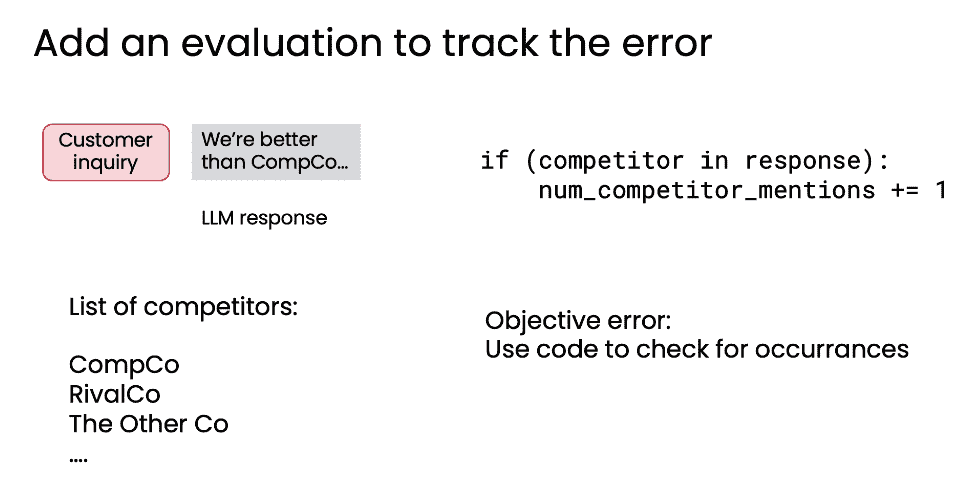 Add an evaluation to track the error
Customer
inquiry
We're better
than CompCo...
LLM response
if (competitor in response):
    num_competitor_mentions += 1
List of competitors:
CompCo
RivalCo
The Other Co
....
Objective error:
Use code to check for occurrances